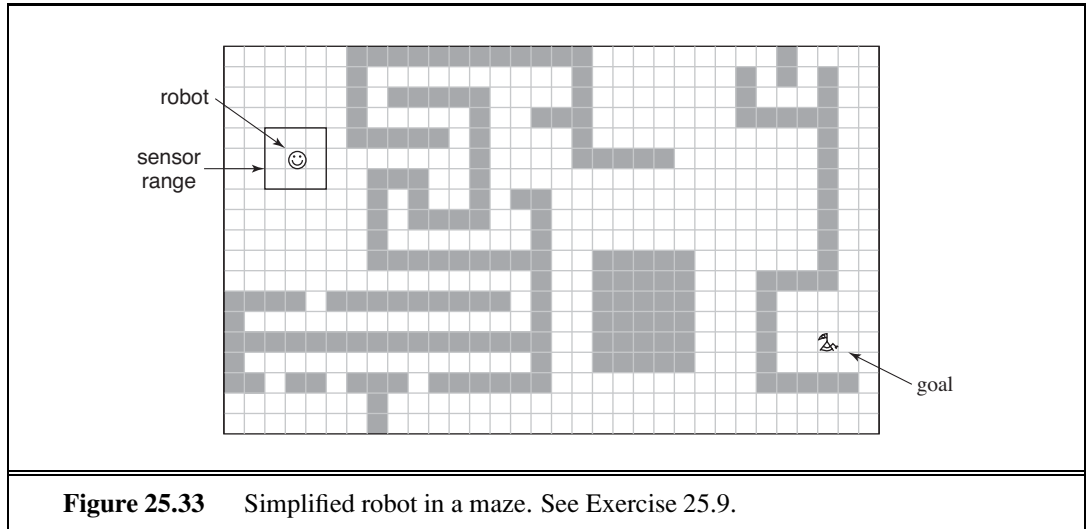 robot
sensor
range
goal
Figure 25.33 Simplified robot in a maze. See Exercise 25.9.